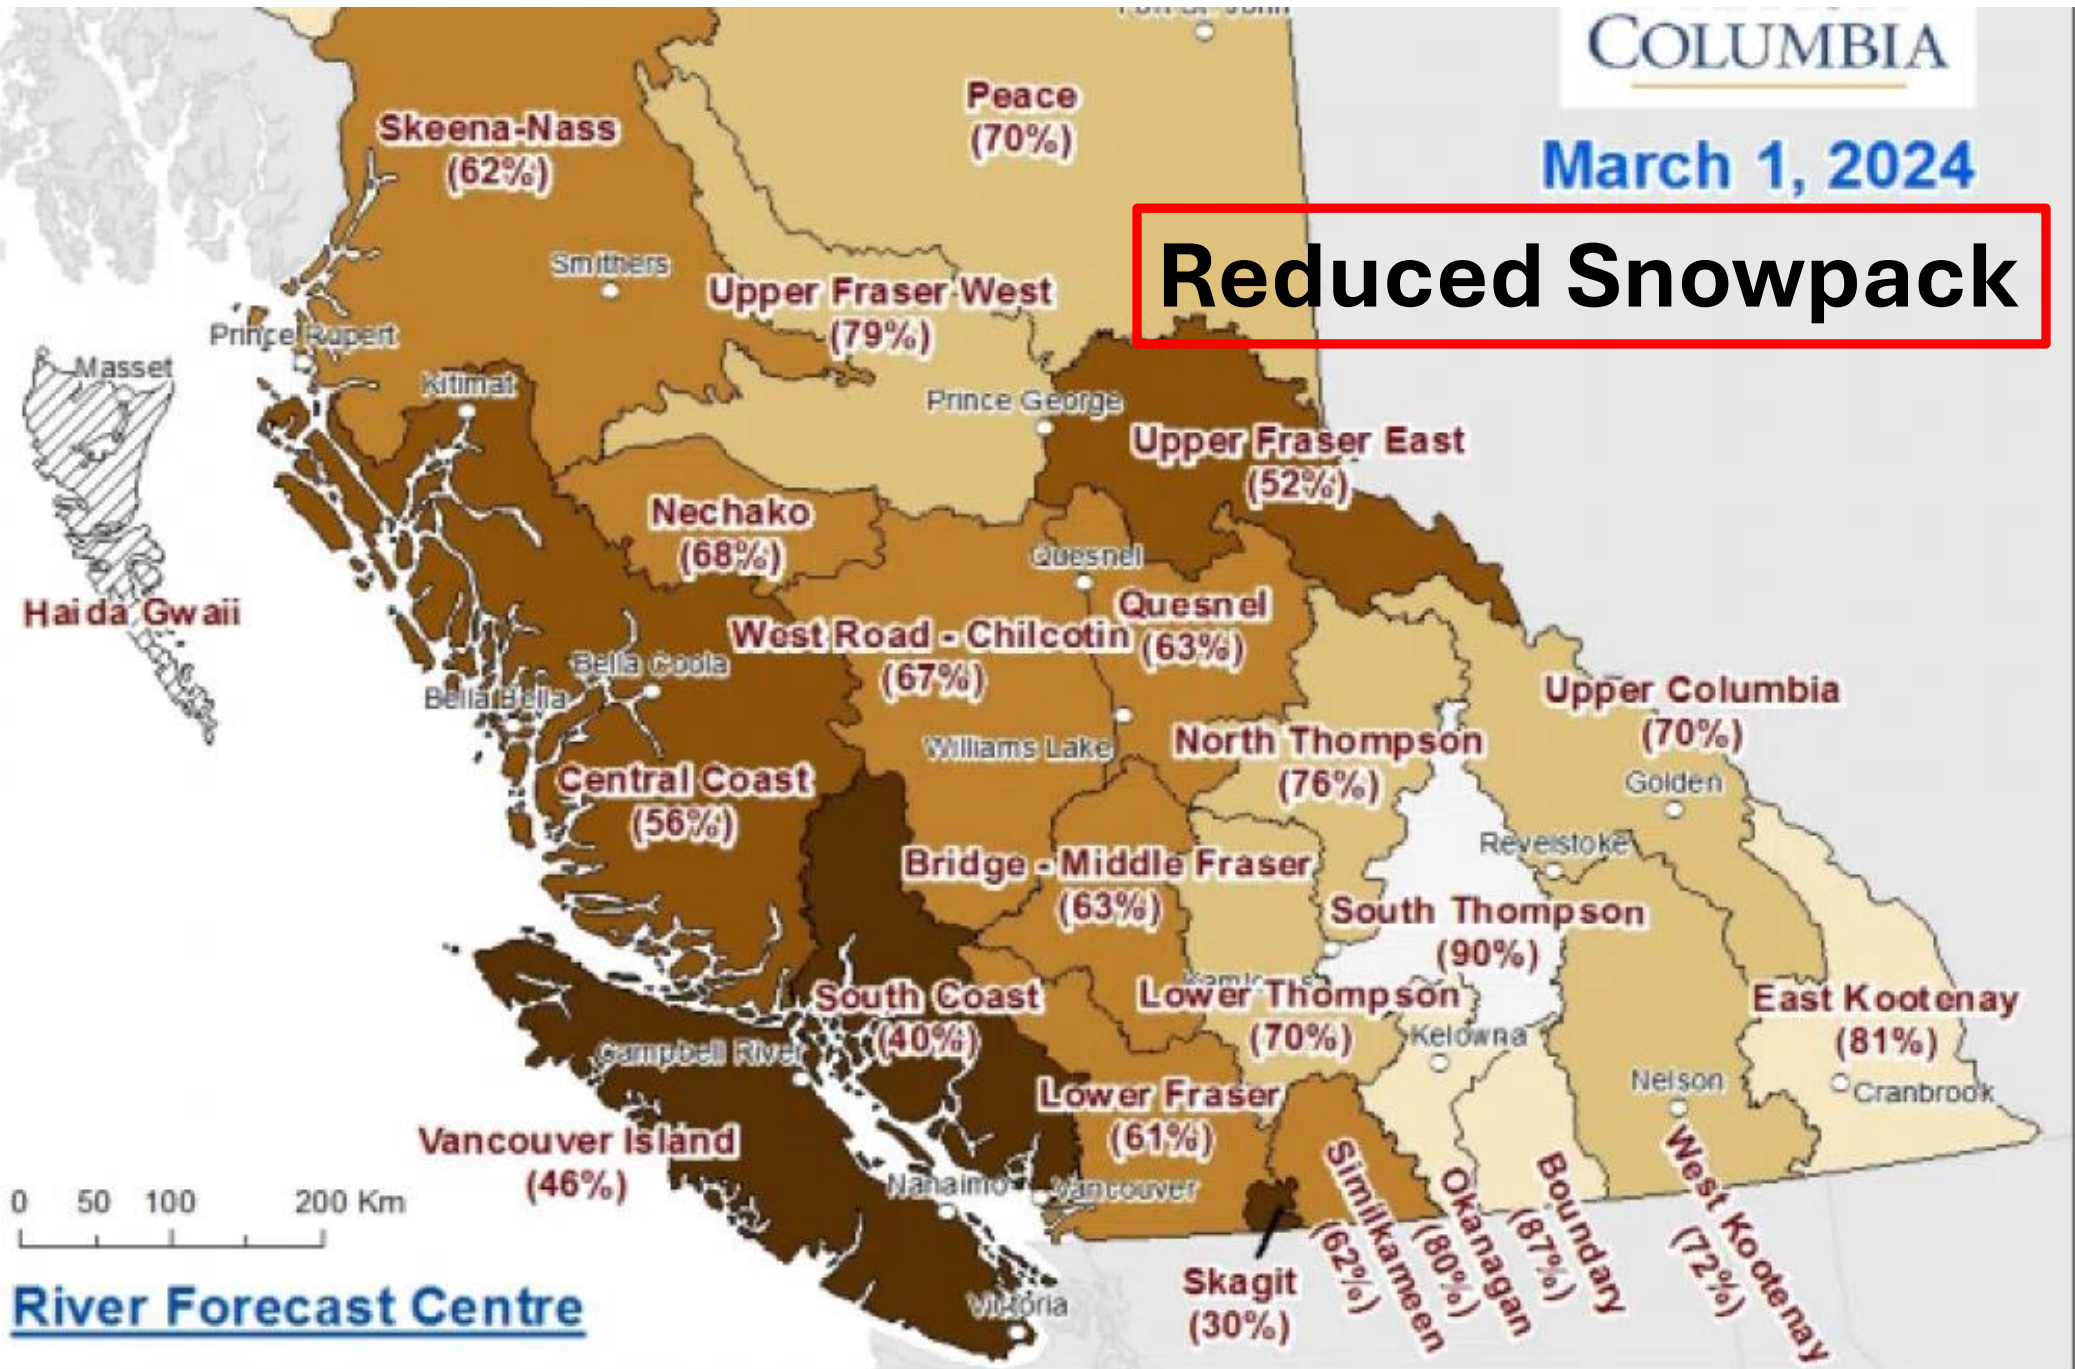 COLUMBIA
March 1, 2024
Reduced Snowpack
Peace
(70%)
Skeena-Nass
(62%)
Smithers
Upper Fraser West
(79%)
Prince Rupert
Masset
Kitimat
Prince George
Upper Fraser East
(52%)
Nechako
(68%)
Quesnel
Quesnel
(63%)
Haida Gwaii
West Road - Chilcotin
(67%)
Bella Coola
Bella Bella
Upper Columbia
(70%)
Williams Lake
North Thompson
(76%)
Golden
Central Coast
(56%)
Revelstoke
Bridge - Middle Fraser
(63%)
South Thompson
(90%)
South Coast
(40%)
Lower Thompson
(70%)
East Kootenay
(81%)
Kelowna
Campbell River
Nelson
Cranbrook
Lower Fraser
(61%)
Vancouver Island
(46%)
Nanaimo
Vancouver
Similkameen
(62%)
Okanagan
(80%)
Boundary
(87%)
West Kootenay
(72%)
0 50 100 200 Km
Skagit
(30%)
Victoria
River Forecast Centre